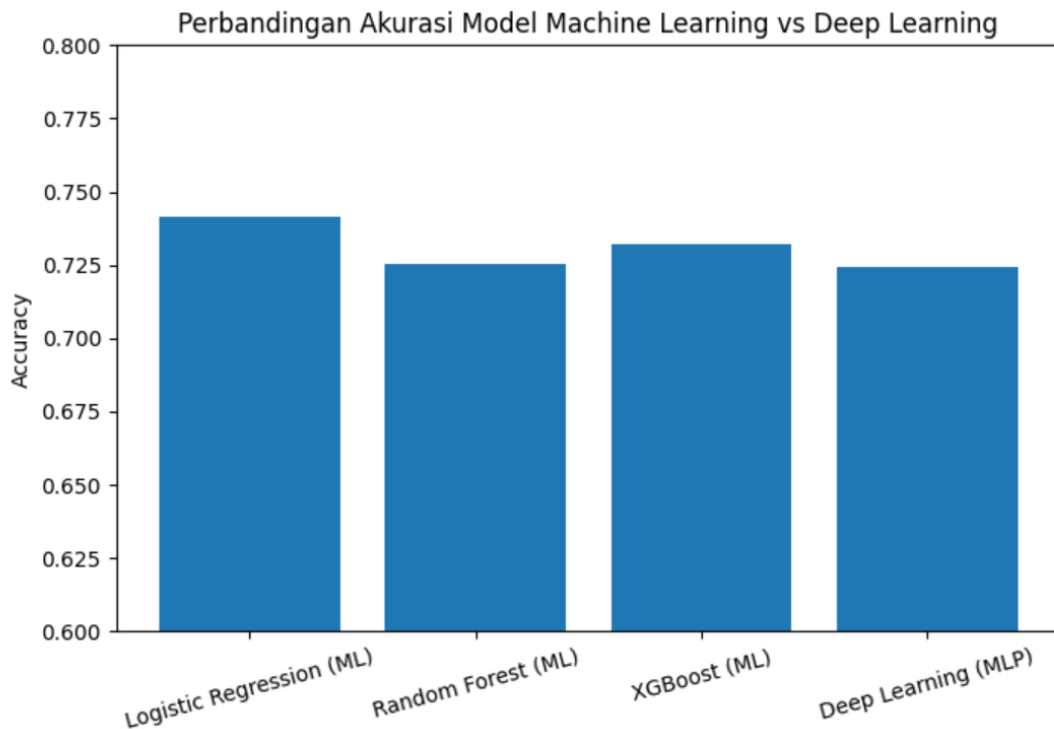 Perbandingan Akurasi Model Machine Learning vs Deep Learning
0.800
0.775
0.750
0.725
0.700
0.675
0.650
0.625
0.600
Accuracy
Logistic Regression (ML)
Random Forest (ML)
XGBoost (ML)
Deep Learning (MLP)